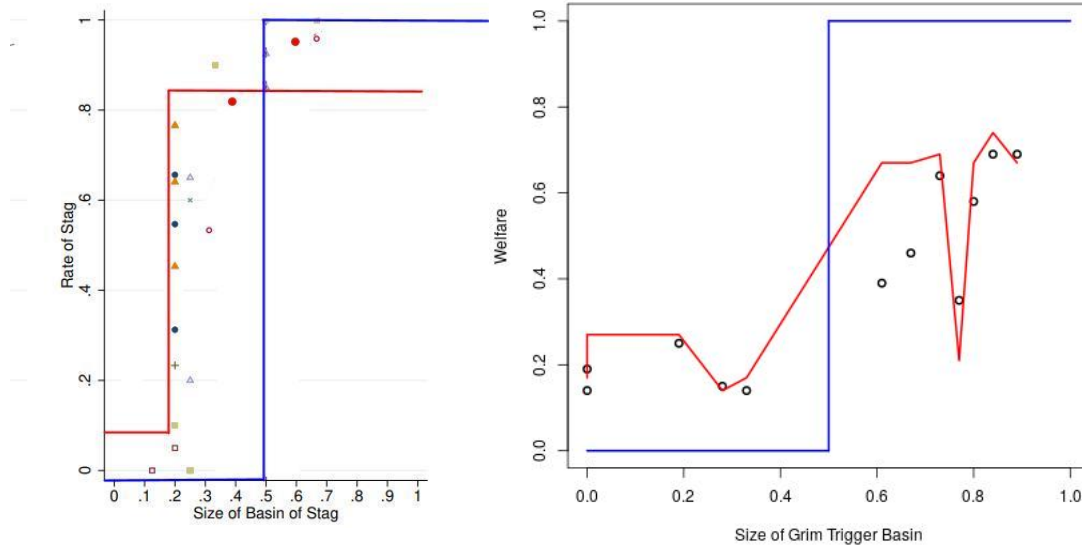 1
.8
.6
.4
.2
0
Rate of Stag
0 .1 .2 .3 .4 .5 .6 .7 .8 .9 1
Size of Basin of Stag
1.0
0.8
0.6
0.4
0.2
0.0
Welfare
0.0 0.2 0.4 0.6 0.8 1.0
Size of Grim Trigger Basin